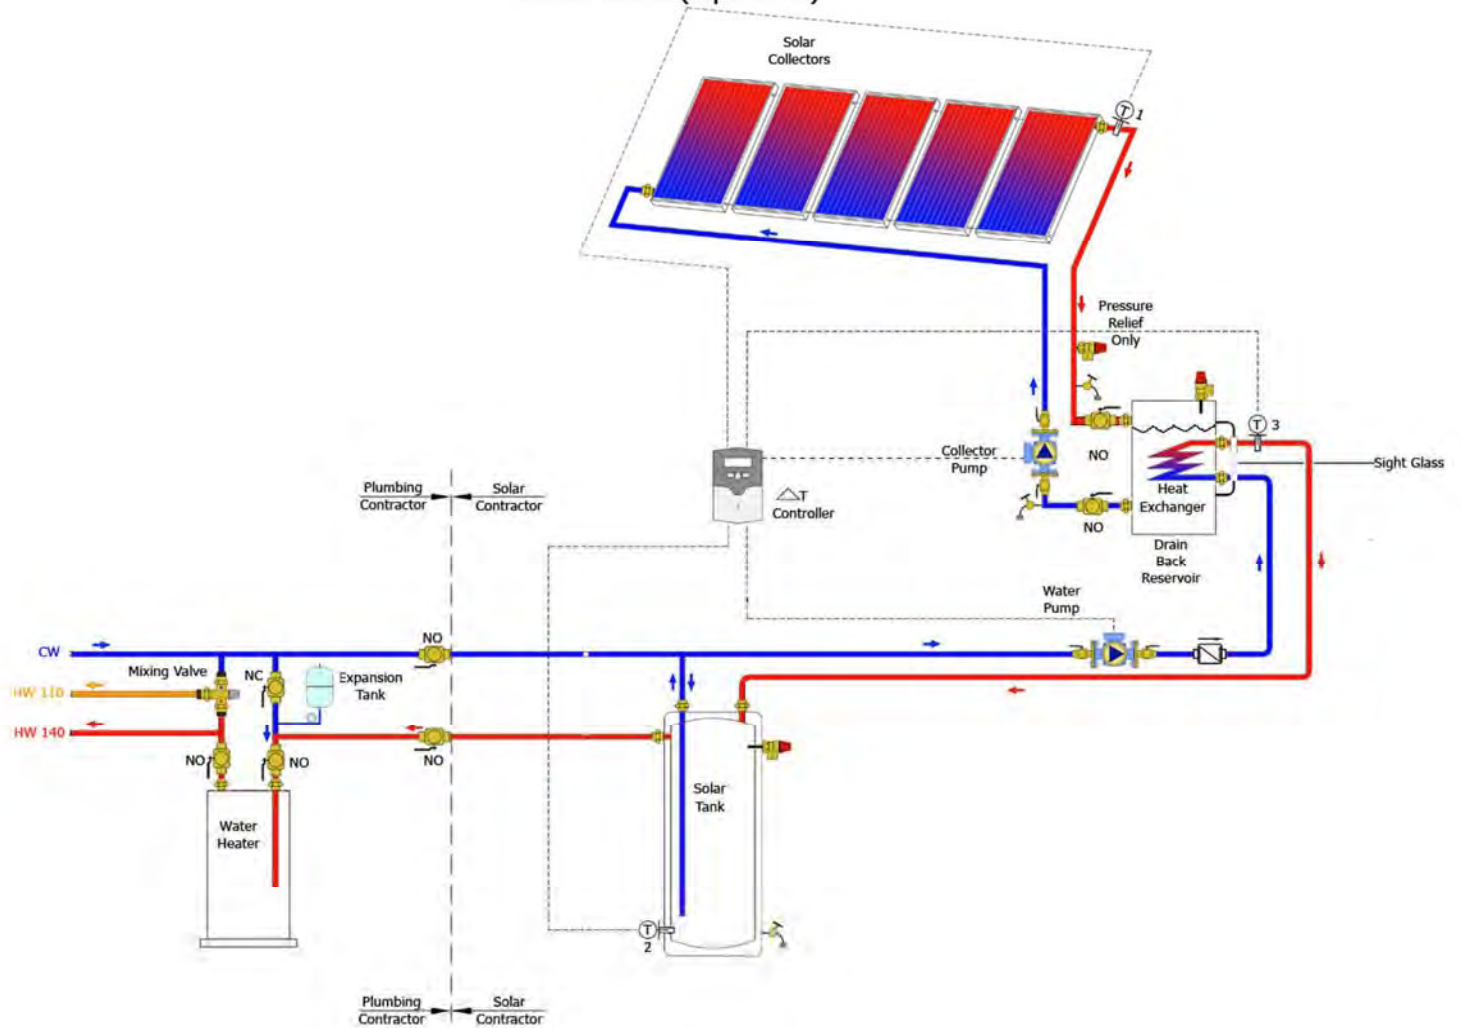 Solar
Collectors
T 1
Pressure
Relief
Only
T 3
Collector
Pump
NO
Sight Glass
Heat
Exchanger
NO
△T
Controller
Plumbing
Contractor
Solar
Contractor
Drain
Back
Reservoir
Water
Pump
CW
NO
Mixing Valve
NC
Expansion
Tank
HW 110
HW 140
NO
NO
NO
Solar
Tank
Water
Heater
T
2
Plumbing
Contractor
Solar
Contractor